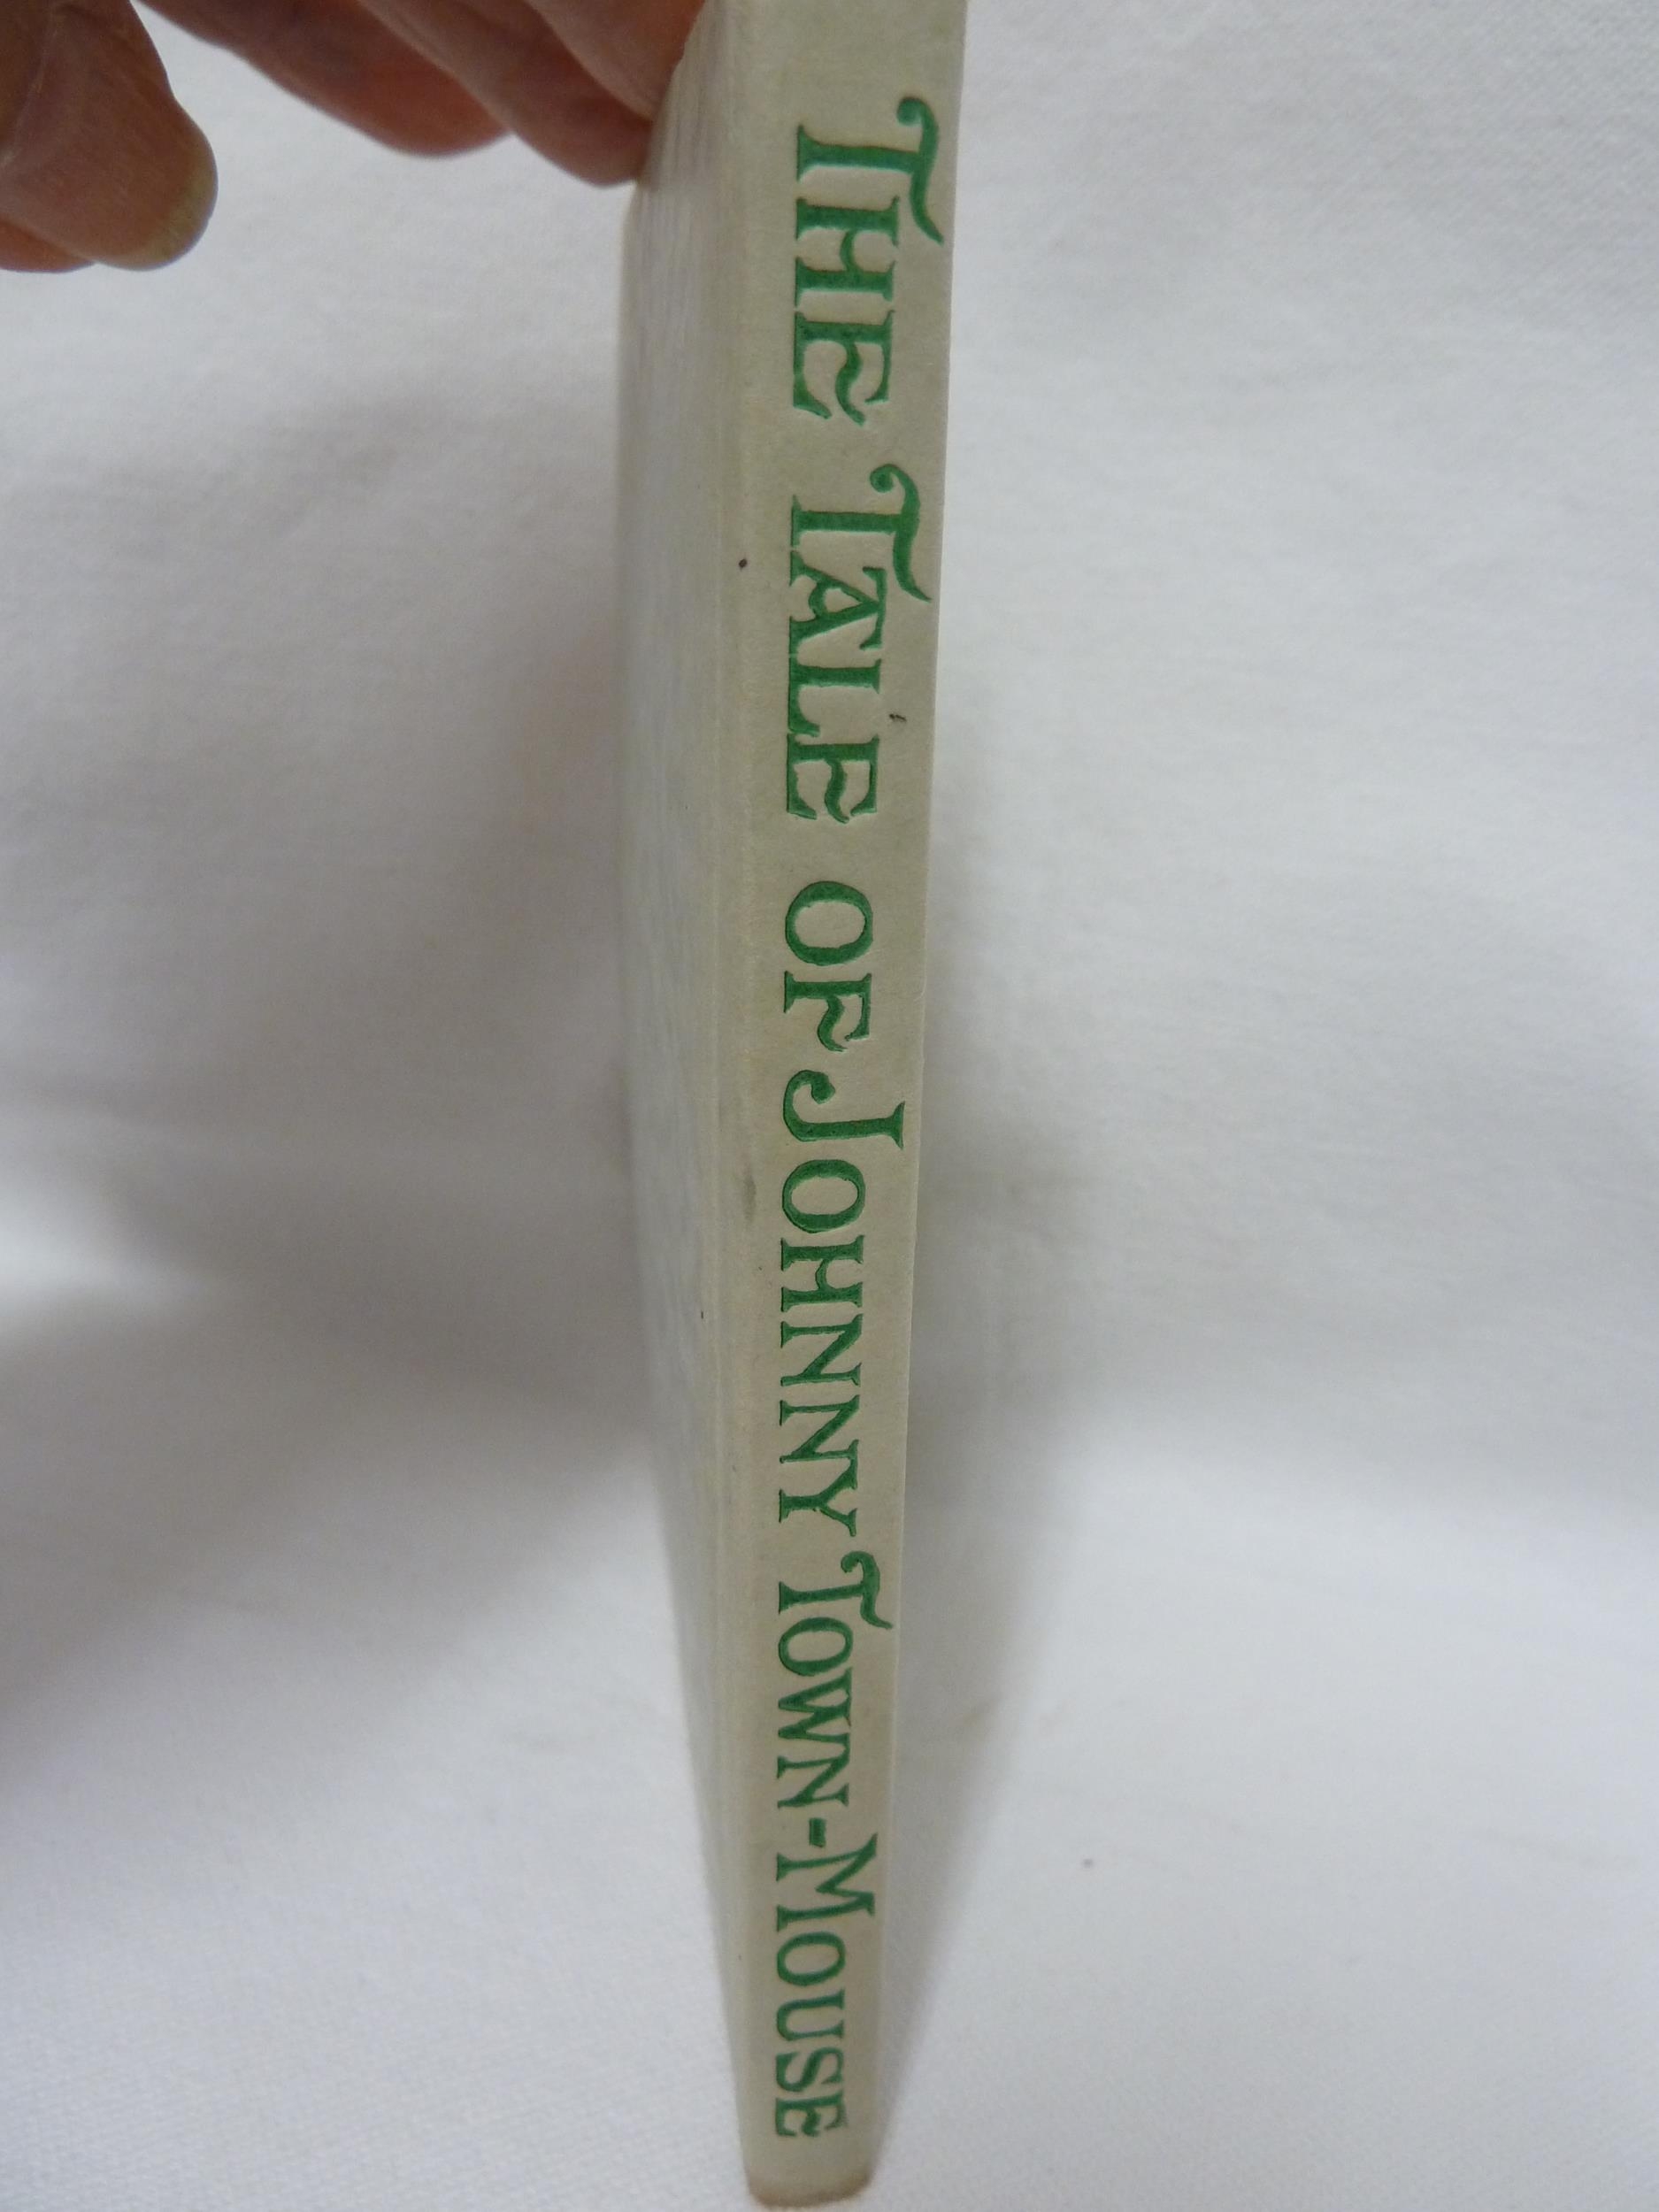 THE TALE OF JOHNNY TOWN-MOUSE